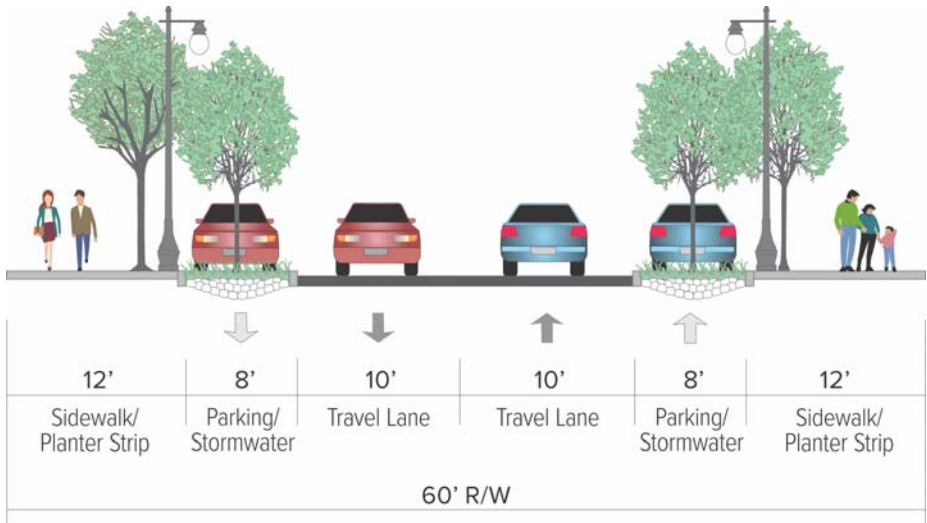 12’ 8’ 10’ 10’ 8’ 12’
Sidewalk/ Parking/ Travel Lane Travel Lane Parking/ Sidewalk/
Planter Strip Stormwater Stormwater Planter Strip
60’ R/W